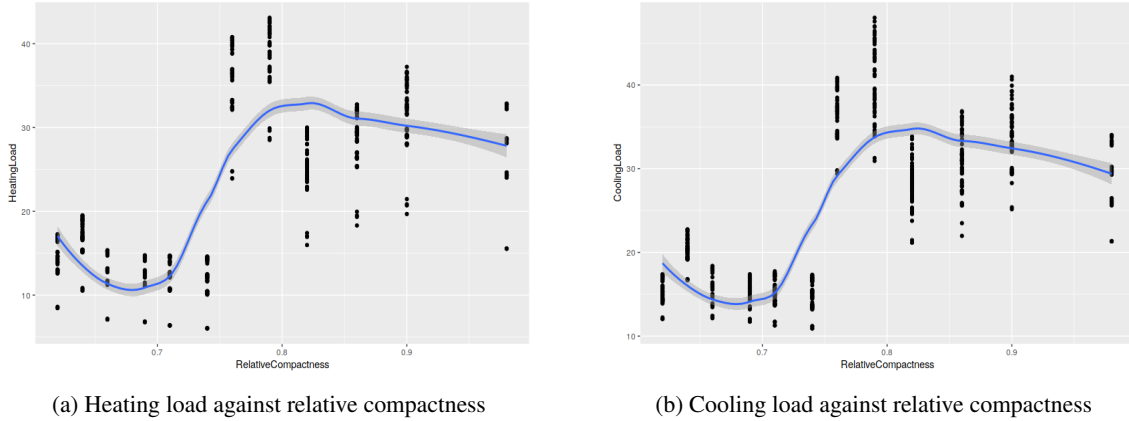 HeatingLoad
40
30
20
10
0.7
0.8
0.9
RelativeCompactness
(a) Heating load against relative compactness
CoolingLoad
40
30
20
10
0.7
0.8
0.9
RelativeCompactness
(b) Cooling load against relative compactness